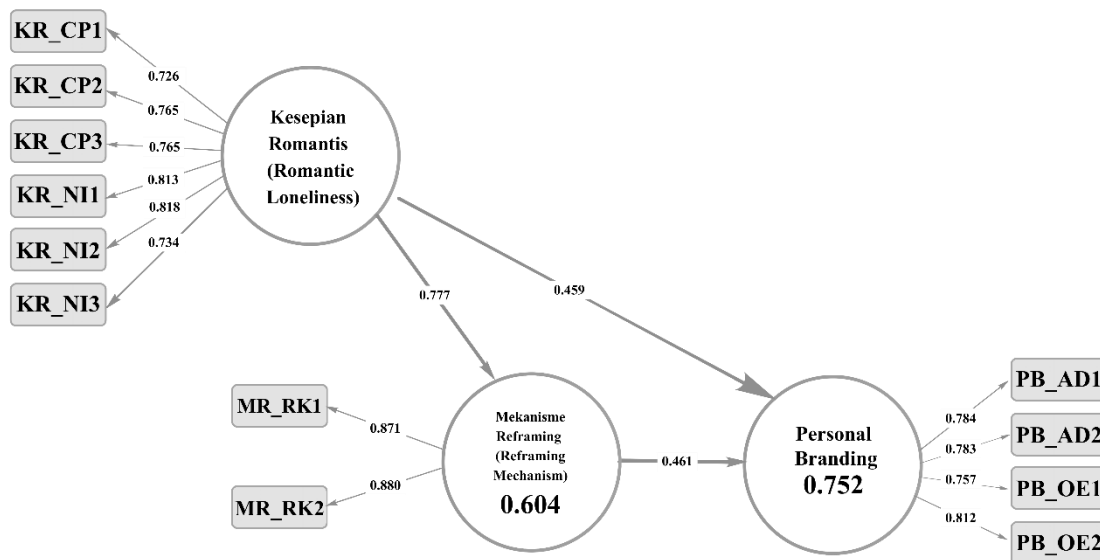 KR_CP1
KR_CP2
KR_CP3
KR_NI1
KR_NI2
KR_NI3
0.726
0.765
0.765
0.813
0.818
0.734
Kesepian
Romantis
(Romantic
Loneliness)
0.777
0.459
MR_RK1
MR_RK2
0.871
0.880
Mekanisme
Reframing
(Reframing
Mechanism)
0.604
0.461
Personal
Branding
0.752
0.784
0.783
0.757
0.812
PB_AD1
PB_AD2
PB_OE1
PB_OE2